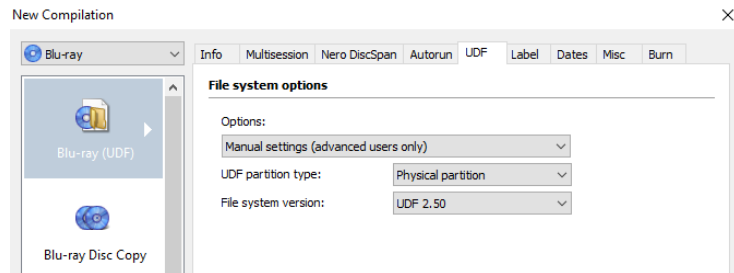 New Compilation
Blu-ray
Info Multisession Nero DiscSpan Autorun UDF Label Dates Misc Burn
File system options
Options:
Manual settings (advanced users only)
Blu-ray (UDF)
UDF partition type: Physical partition
File system version: UDF 2.50
Blu-ray Disc Copy